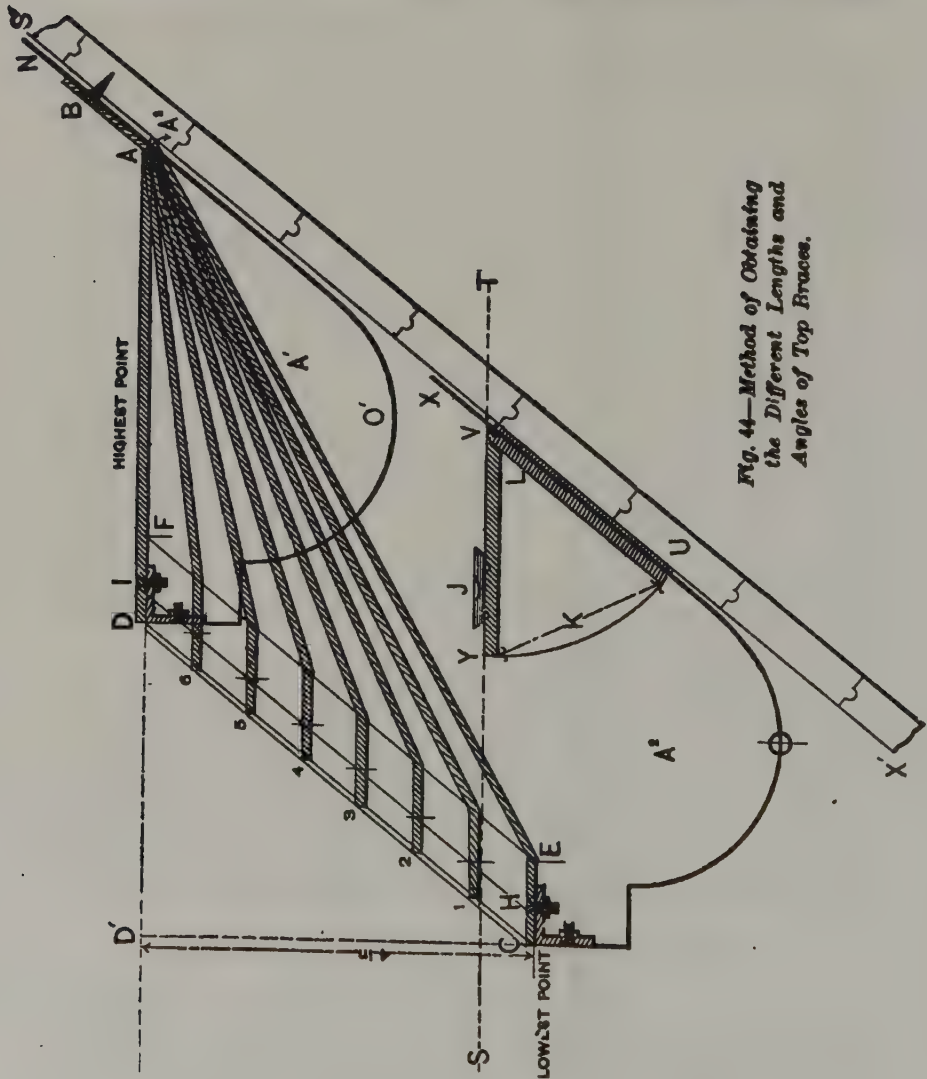 S'
N
B
A
A³
HIGHEST POINT
A'
O'
D
I
F
6
5
4
3
2
1
X
T
V
L
J
Y
K
U
D'
H
E
C
S
LOWEST POINT
A²
X'
Fig. 44—Method of Obtaining
the Different Lengths and
Angles of Top Braces.